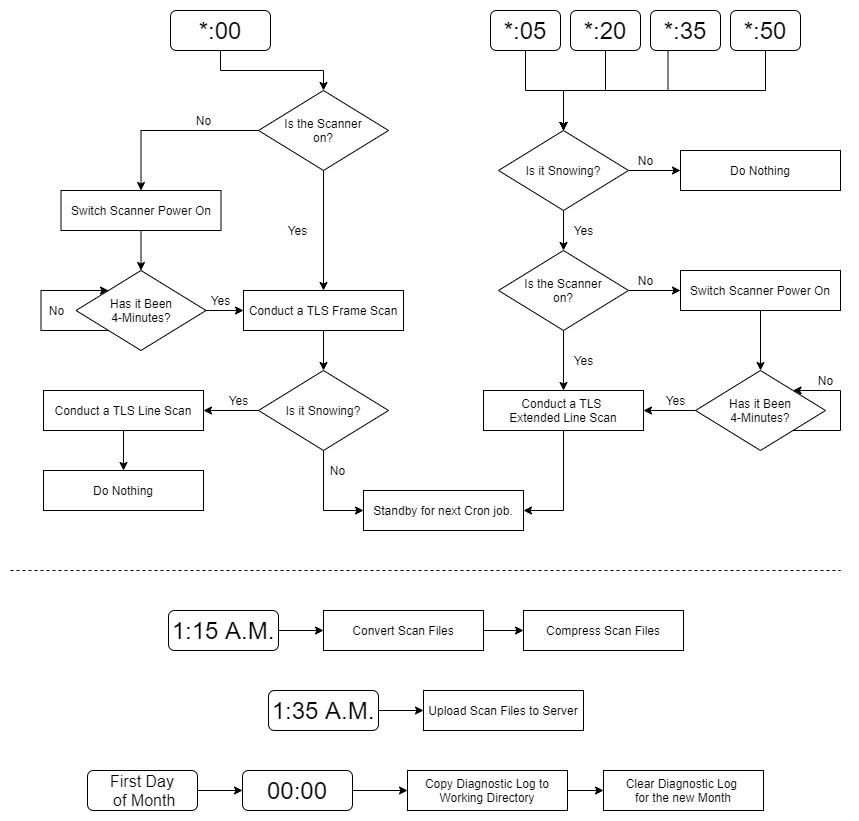 *:00
*:05
*:20
*:35
*:50
Is the Scanner
on?
No
Yes
Switch Scanner Power On
Has it Been
4-Minutes?
No
Yes
Conduct a TLS Frame Scan
Is it Snowing?
Yes
No
Conduct a TLS Line Scan
Do Nothing
Is it Snowing?
No
Do Nothing
Yes
Is the Scanner
on?
No
Switch Scanner Power On
Yes
Has it Been
4-Minutes?
No
Yes
Conduct a TLS
Extended Line Scan
Standby for next Cron job.
1:15 A.M.
Convert Scan Files
Compress Scan Files
1:35 A.M.
Upload Scan Files to Server
First Day
of Month
00:00
Copy Diagnostic Log to
Working Directory
Clear Diagnostic Log
for the new Month